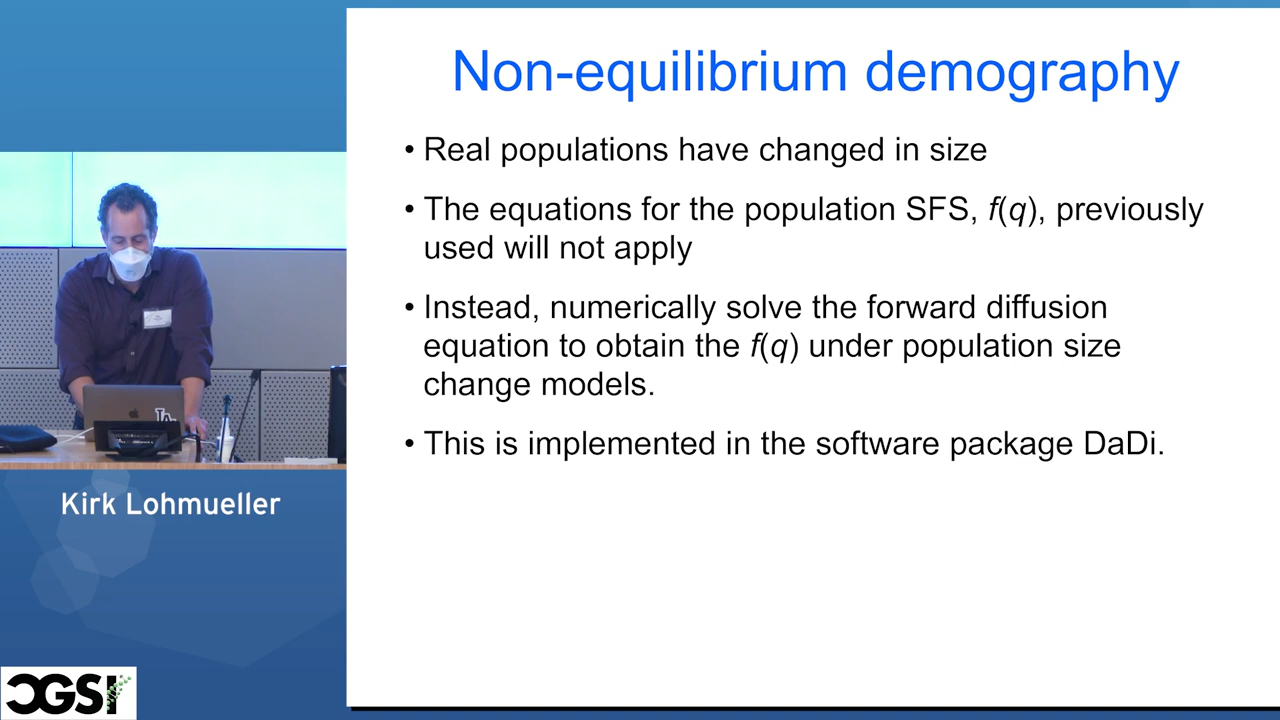 Non-equilibrium demography
• Real populations have changed in size
• The equations for the population SFS, f(q), previously
used will not apply
• Instead, numerically solve the forward diffusion
equation to obtain the f(q) under population size
change models.
• This is implemented in the software package DaDi.
LA
Kirk Lohmueller
CGSI